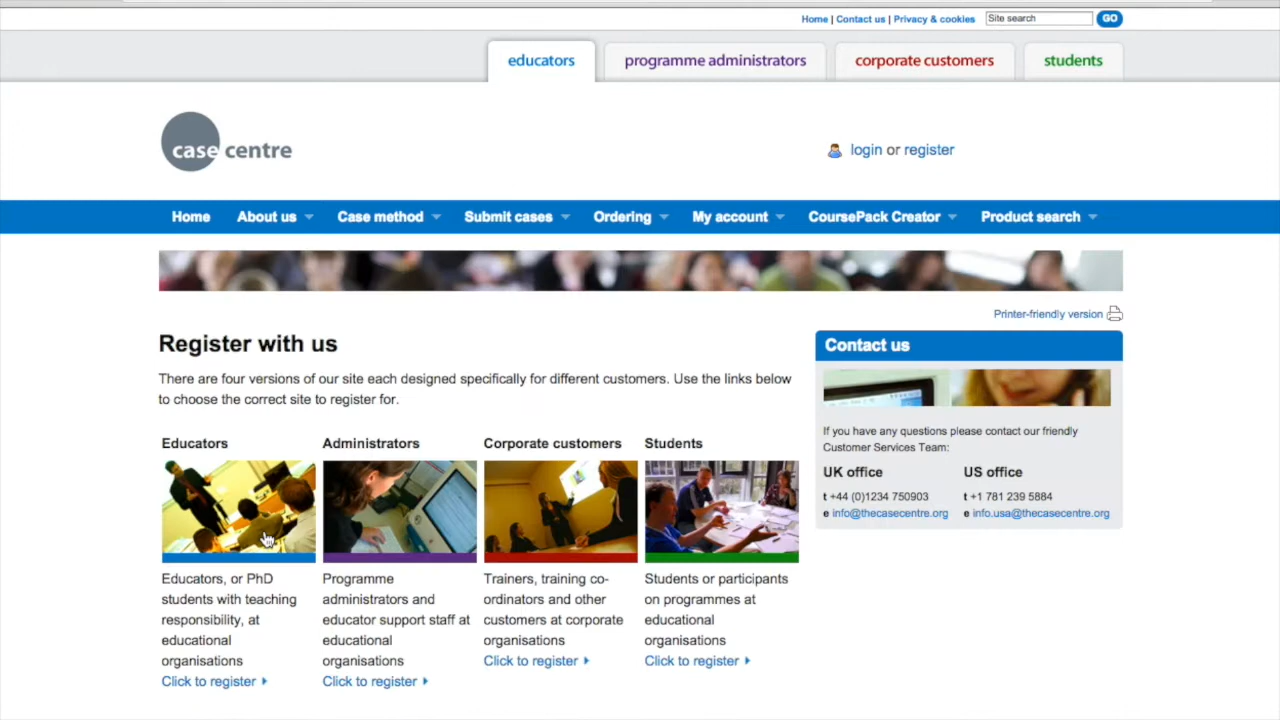 Home | Contact us | Privacy & cookies Site search GO
educators programme administrators corporate customers students
case centre
login or register
Home About us Case method Submit cases Ordering My account CoursePack Creator Product search
Printer-friendly version
Register with us
There are four versions of our site each designed specifically for different customers. Use the links below
to choose the correct site to register for.
Educators
Educators, or PhD
students with teaching
responsibility, at
educational
organisations
Click to register
Administrators
Programme
administrators and
educator support staff at
educational
organisations
Click to register
Corporate customers
Trainers, training co-
ordinators and other
customers at corporate
organisations
Click to register
Students
Students or participants
on programmes at
educational
organisations
Click to register
Contact us
If you have any questions please contact our friendly
Customer Services Team:
UK office
t +44 (0)1234 750903
e info@thecasecentre.org
US office
t +1 781 239 5884
e info.usa@thecasecentre.org